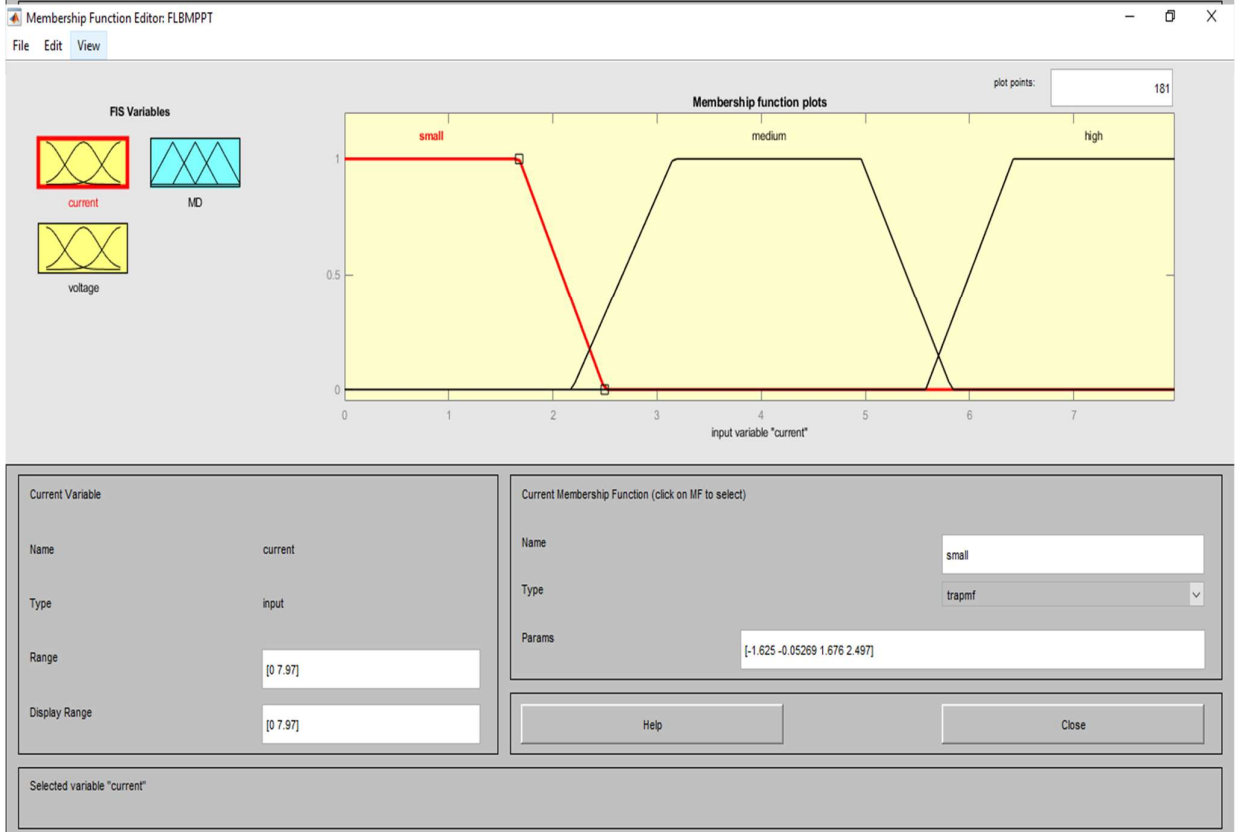 Membership Function Editor: FLBMPPT
File Edit View
FIS Variables
current
MD
voltage
plot points:
181
Membership function plots
small
medium
high
1
0.5
0
0 1 2 3 4 5 6 7
input variable "current"
Current Variable
Name current
Type input
Range [0 7.97]
Display Range [0 7.97]
Current Membership Function (click on MF to select)
Name small
Type trapmf
Params [-1.625 -0.05269 1.676 2.497]
Help Close
Selected variable "current"